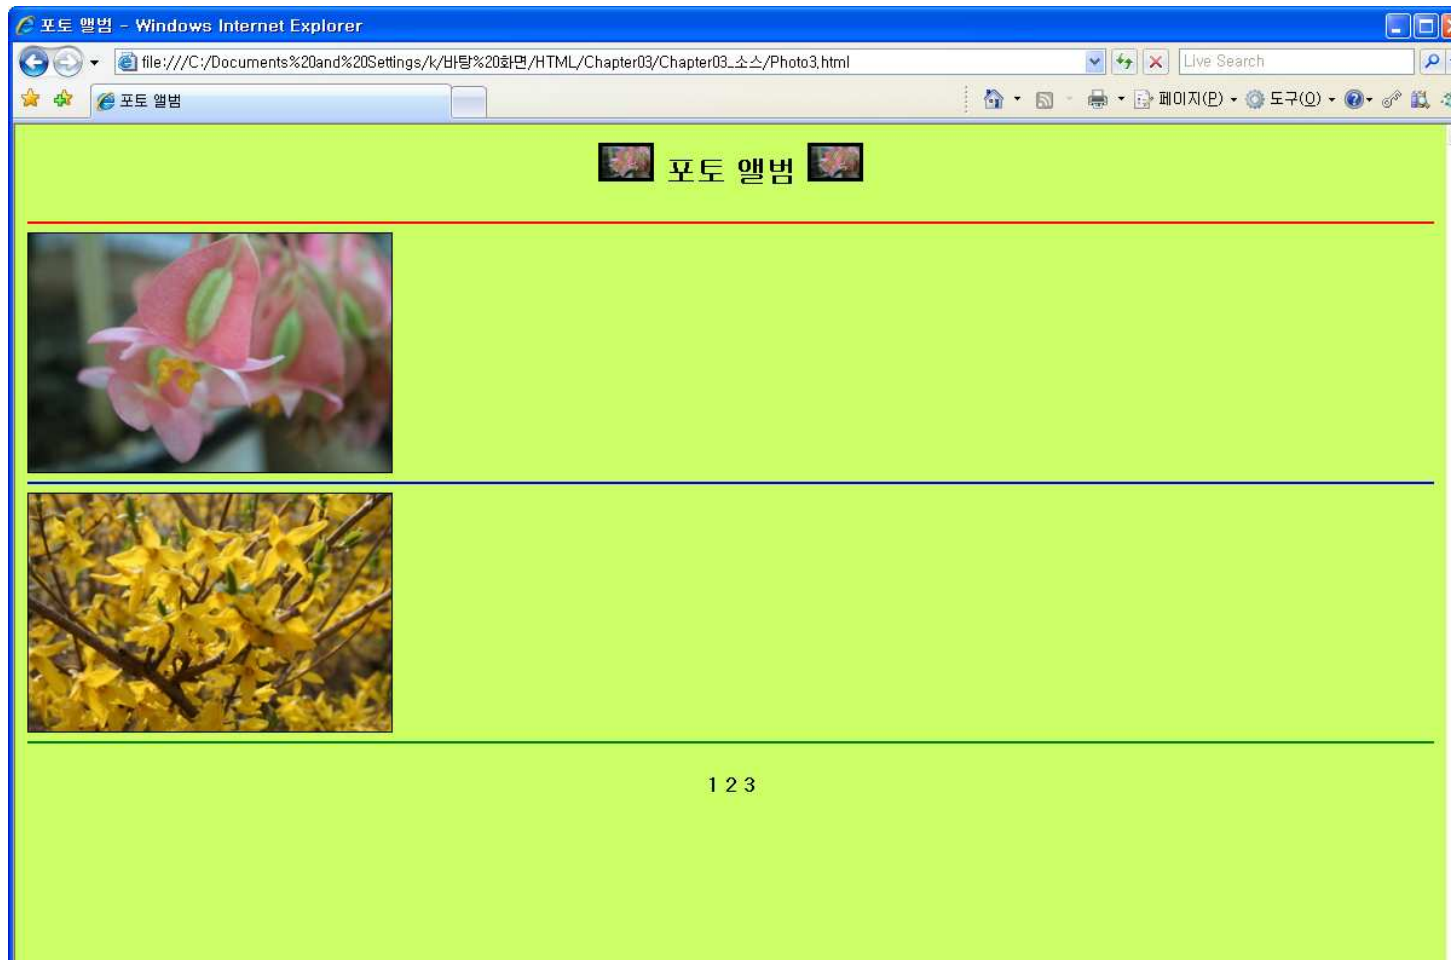 포토 앨범 - Windows Internet Explorer
file:///C:/Documents%20and%20Settings/k/바탕%20화면/HTML/Chapter03/Chapter03_소스/Photo3.html
Live Search
포토 앨범
페이지(P)
도구(O)
포토 앨범
1 2 3